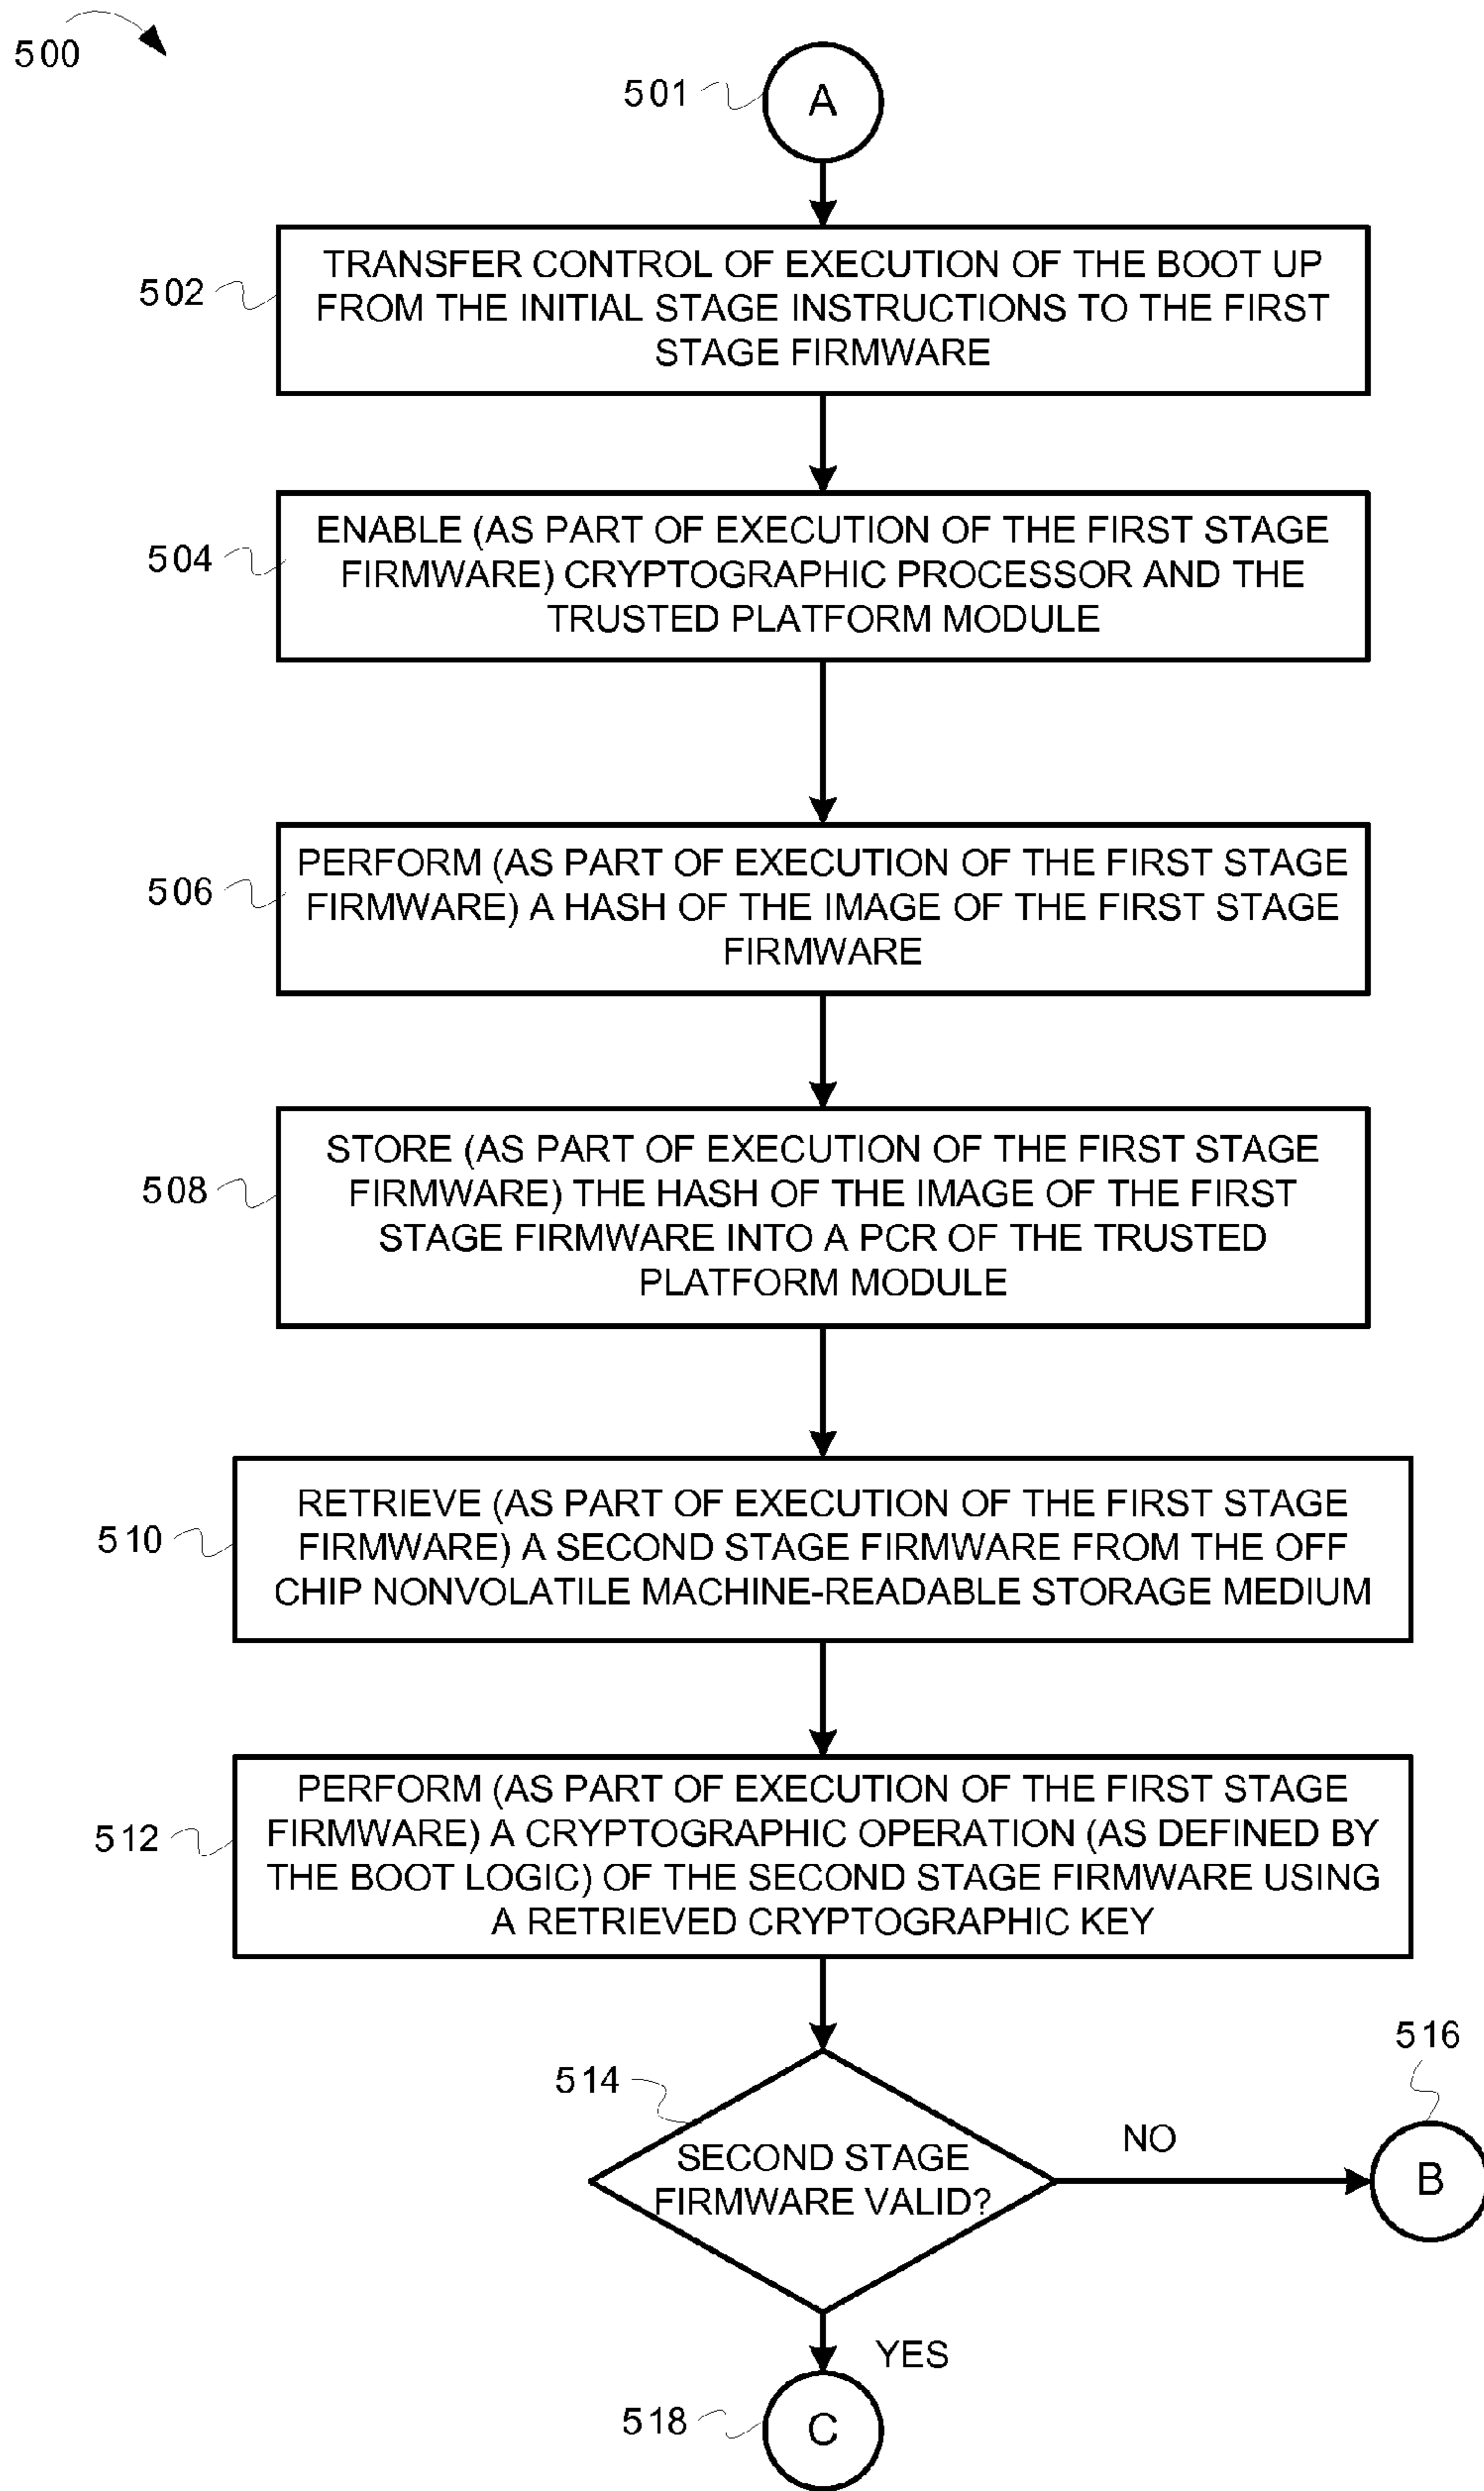 500
501
A
502
TRANSFER CONTROL OF EXECUTION OF THE BOOT UP
FROM THE INITIAL STAGE INSTRUCTIONS TO THE FIRST
STAGE FIRMWARE
504
ENABLE (AS PART OF EXECUTION OF THE FIRST STAGE
FIRMWARE) CRYPTOGRAPHIC PROCESSOR AND THE
TRUSTED PLATFORM MODULE
506
PERFORM (AS PART OF EXECUTION OF THE FIRST STAGE
FIRMWARE) A HASH OF THE IMAGE OF THE FIRST STAGE
FIRMWARE
508
STORE (AS PART OF EXECUTION OF THE FIRST STAGE
FIRMWARE) THE HASH OF THE IMAGE OF THE FIRST
STAGE FIRMWARE INTO A PCR OF THE TRUSTED
PLATFORM MODULE
510
RETRIEVE (AS PART OF EXECUTION OF THE FIRST STAGE
FIRMWARE) A SECOND STAGE FIRMWARE FROM THE OFF
CHIP NONVOLATILE MACHINE-READABLE STORAGE MEDIUM
512
PERFORM (AS PART OF EXECUTION OF THE FIRST STAGE
FIRMWARE) A CRYPTOGRAPHIC OPERATION (AS DEFINED BY
THE BOOT LOGIC) OF THE SECOND STAGE FIRMWARE USING
A RETRIEVED CRYPTOGRAPHIC KEY
514
SECOND STAGE
FIRMWARE VALID?
NO
516
B
YES
518
C